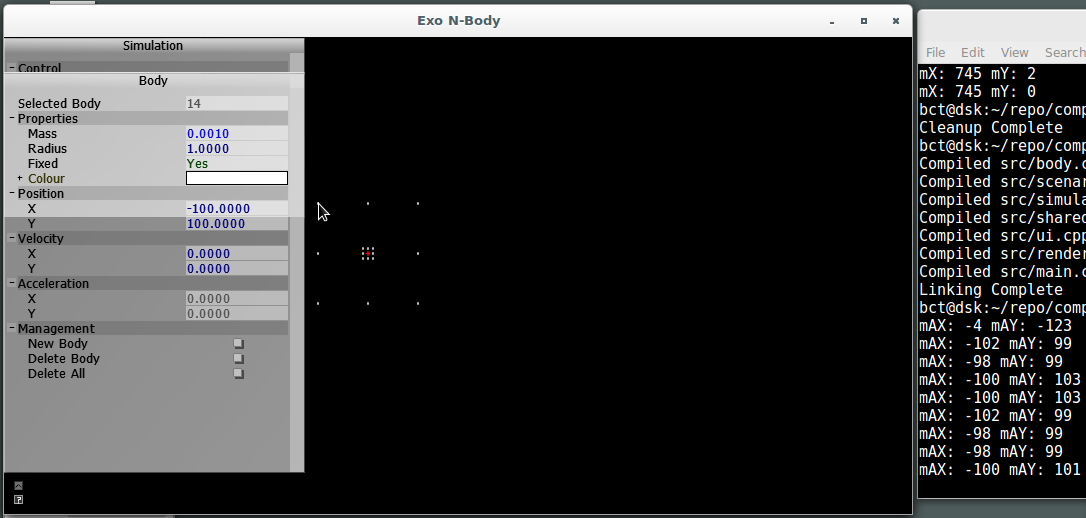 Exo N-Body
Simulation
Control
Body
Selected Body 14
Properties
Mass 0.0010
Radius 1.0000
Fixed Yes
Colour
Position
X -100.0000
Y 100.0000
Velocity
X 0.0000
Y 0.0000
Acceleration
X 0.0000
Y 0.0000
Management
New Body
Delete Body
Delete All
?
File Edit View Search
mX: 745 mY: 2
mX: 745 mY: 0
bct@dsk:~/repo/comp
Cleanup Complete
bct@dsk:~/repo/comp
Compiled src/body.c
Compiled src/scenar
Compiled src/simula
Compiled src/shared
Compiled src/ui.cpp
Compiled src/render
Compiled src/main.c
Linking Complete
bct@dsk:~/repo/comp
mAX: -4 mAY: -123
mAX: -102 mAY: 99
mAX: -98 mAY: 99
mAX: -100 mAY: 103
mAX: -100 mAY: 103
mAX: -102 mAY: 99
mAX: -98 mAY: 99
mAX: -98 mAY: 99
mAX: -100 mAY: 101